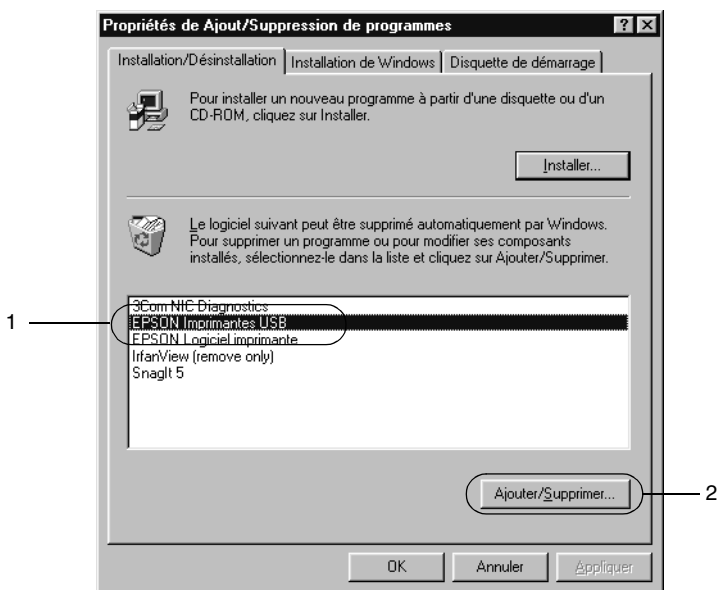 Propriétés de Ajout/Suppression de programmes
Installation/Désinstallation Installation de Windows Disquette de démarrage
Pour installer un nouveau programme à partir d'une disquette ou d'un
CD-ROM, cliquez sur Installer.
Installer...
Le logiciel suivant peut être supprimé automatiquement par Windows.
Pour supprimer un programme ou pour modifier ses composants
installés, sélectionnez-le dans la liste et cliquez sur Ajouter/Supprimer.
3Com NIC Diagnostics
1
EPSON Imprimantes USB
EPSON Logiciel imprimante
IrfanView (remove only)
SnagIt 5
Ajouter/Supprimer...
2
OK Annuler Appliquer